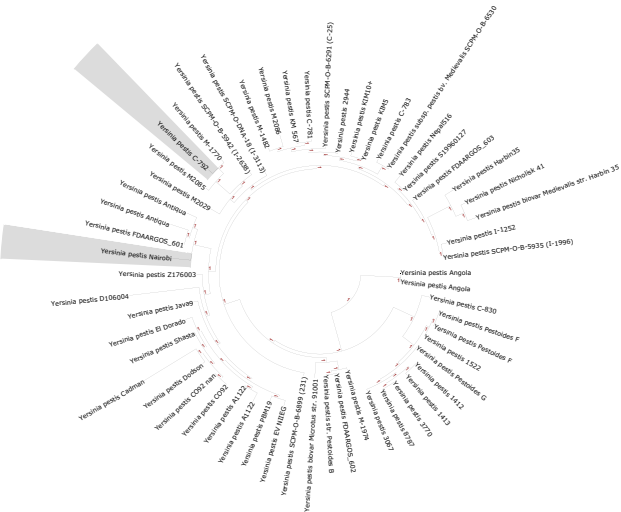 Yersinia pestis SCPM-O-B-6291 (C-25)
Yersinia pestis 2944
Yersinia pestis KIM10+
Yersinia pestis KIM5
Yersinia pestis C-783
Yersinia pestis subsp. pestis bv. Medievalis SCPM-O-B-6530
Yersinia pestis Nepal516
Yersinia pestis S19960127
Yersinia pestis FDAARGOS_603
Yersinia pestis Harbin35
Yersinia pestis Nicholisk 41
Yersinia pestis biovar Medievalis str. Harbin 35
Yersinia pestis I-1252
Yersinia pestis SCPM-O-B-5935 (I-1996)
Yersinia pestis Angola
Yersinia pestis Angola
Yersinia pestis C-830
Yersinia pestis Pestoides F
Yersinia pestis Pestoides F
Yersinia pestis 1522
Yersinia pestis Pestoides G
Yersinia pestis 1412
Yersinia pestis 1413
Yersinia pestis 3770
Yersinia pestis 8787
Yersinia pestis 3067
Yersinia pestis M-1974
Yersinia pestis FDAARGOS_602
Yersinia pestis str. Pestoides B
Yersinia pestis biovar Microtus str. 91001
Yersinia pestis SCPM-O-B-6899 (231)
Yersinia pestis EV NIIEG
Yersinia pestis PBM19
Yersinia pestis A1122
Yersinia pestis A1122
Yersinia pestis CO92
Yersinia pestis CO92 nan
Yersinia pestis Dodson
Yersinia pestis Cadman
Yersinia pestis Shasta
Yersinia pestis El Dorado
Yersinia pestis Java9
Yersinia pestis D106004
Yersinia pestis Z176003
Yersinia pestis Nairobi
Yersinia pestis FDAARGOS_601
Yersinia pestis Antiqua
Yersinia pestis Antiqua
Yersinia pestis M2029
Yersinia pestis M2085
Yersinia pestis C-792
Yersinia pestis M-1770
Yersinia pestis SCPM-O-B-5942 (I-2638)
Yersinia pestis SCPM-O-DNA-18 (I-3113)
Yersinia pestis M-1482
Yersinia pestis M2086
Yersinia pestis KM 567
Yersinia pestis C-781